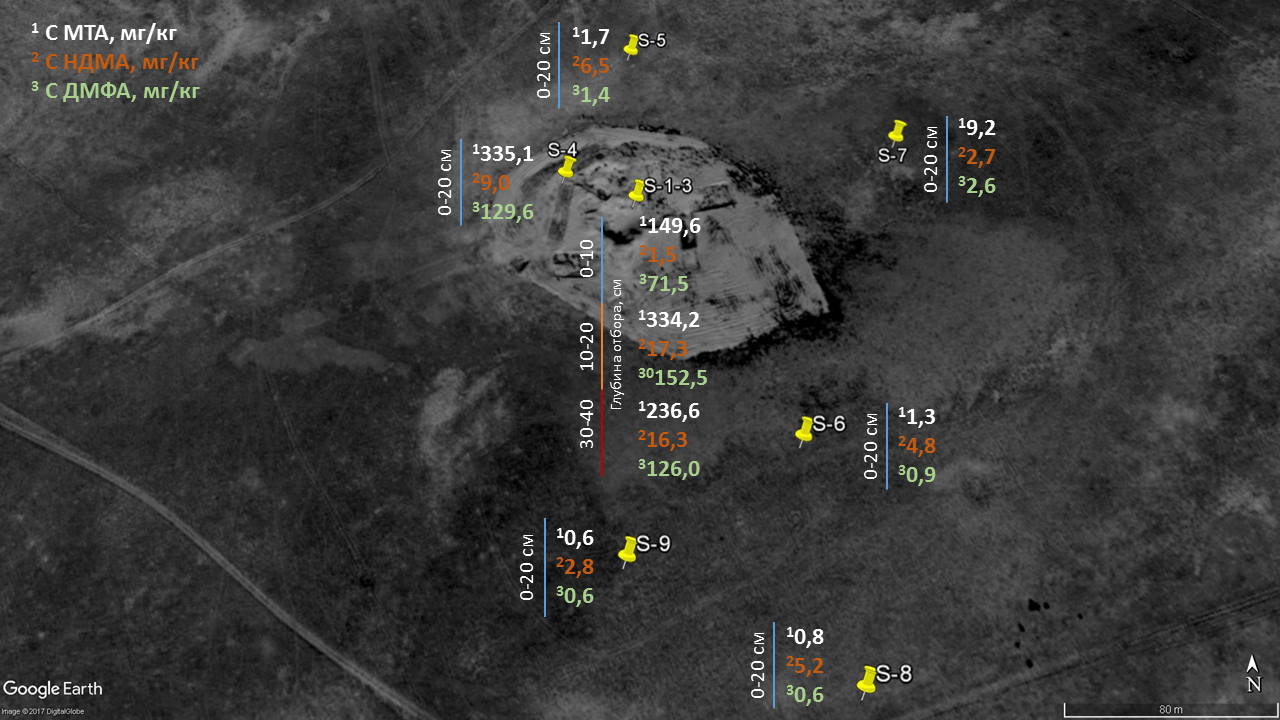 ¹ С МТА, мг/кг
² С НДМА, мг/кг
³ С ДМФА, мг/кг
0-20 см
¹1,7
²6,5
³1,4
S-5
0-20 см
¹9,2
²2,7
³2,6
S-7
0-20 см
¹335,1
²9,0
³129,6
S-4
S-1-3
0-10
¹149,6
²1,5
³71,5
Глубина отбора, см
10-20
¹334,2
²17,3
³⁰152,5
30-40
¹236,6
²16,3
³126,0
S-6
0-20 см
¹1,3
²4,8
³0,9
0-20 см
¹0,6
²2,8
³0,6
S-9
0-20 см
¹0,8
²5,2
³0,6
S-8
Google Earth
Image © 2017 DigitalGlobe
N
80 m